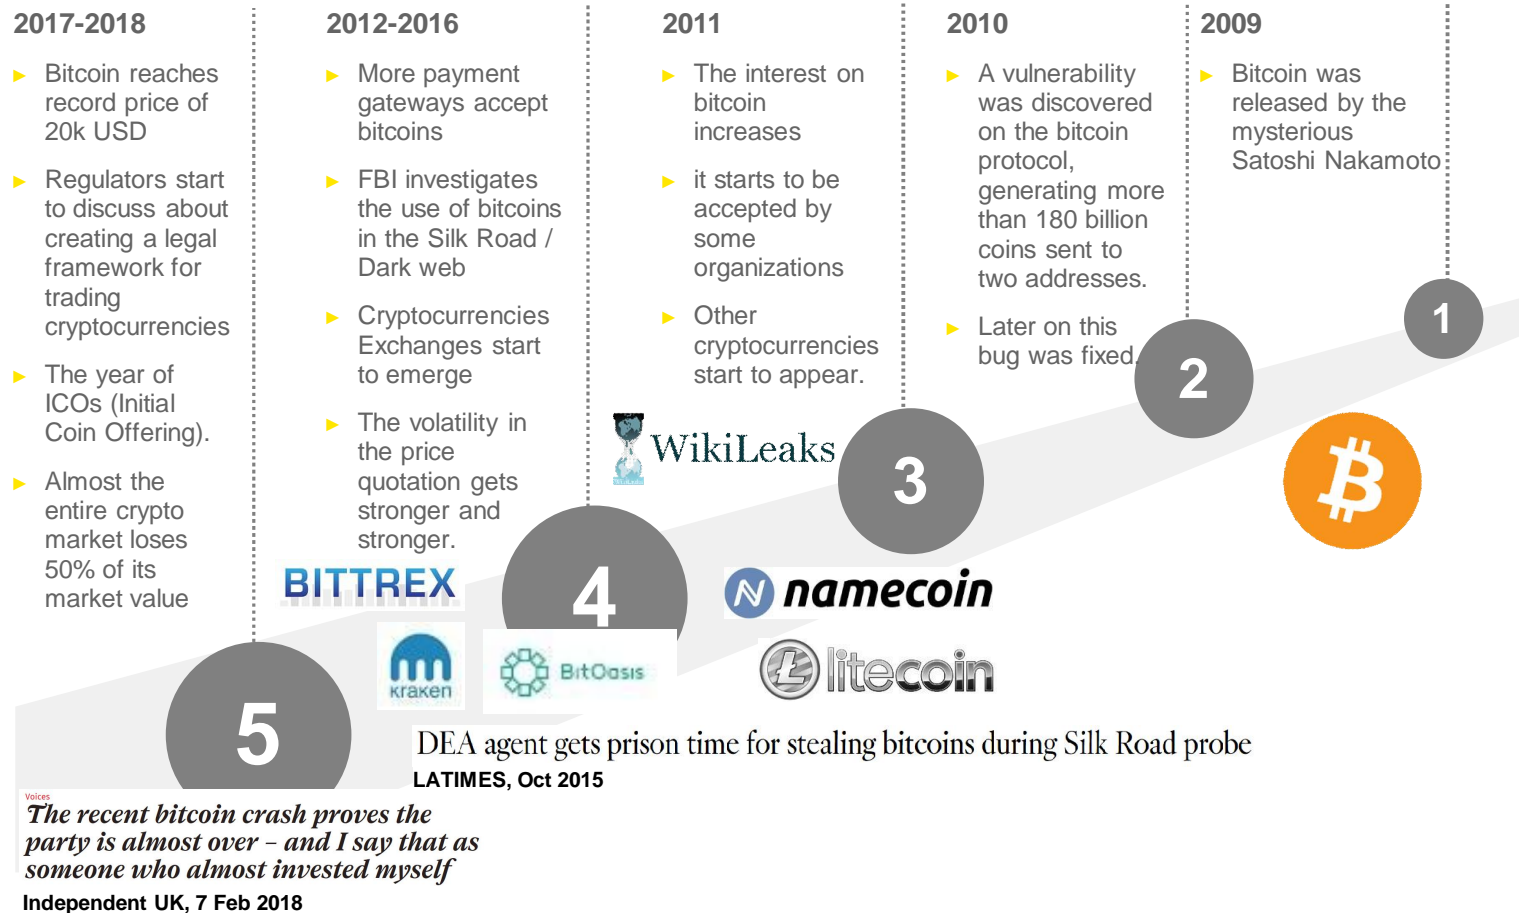 2017-2018
► Bitcoin reaches
record price of
20k USD
► Regulators start
to discuss about
creating a legal
framework for
trading
cryptocurrencies
► The year of
ICOs (Initial
Coin Offering).
► Almost the
entire crypto
market loses
50% of its
market value
2012-2016
► More payment
gateways accept
bitcoins
► FBI investigates
the use of bitcoins
in the Silk Road /
Dark web
► Cryptocurrencies
Exchanges start
to emerge
► The volatility in
the price
quotation gets
stronger and
stronger.
2011
► The interest on
bitcoin
increases
► it starts to be
accepted by
some
organizations
► Other
cryptocurrencies
start to appear.
2010
► A vulnerability
was discovered
on the bitcoin
protocol,
generating more
than 180 billion
coins sent to
two addresses.
► Later on this
bug was fixed.
2009
► Bitcoin was
released by the
mysterious
Satoshi Nakamoto
1
2
3
4
5
WikiLeaks
BITTREX
kraken
BitOasis
N namecoin
litecoin
DEA agent gets prison time for stealing bitcoins during Silk Road probe
LATIMES, Oct 2015
Voices
The recent bitcoin crash proves the
party is almost over – and I say that as
someone who almost invested myself
Independent UK, 7 Feb 2018